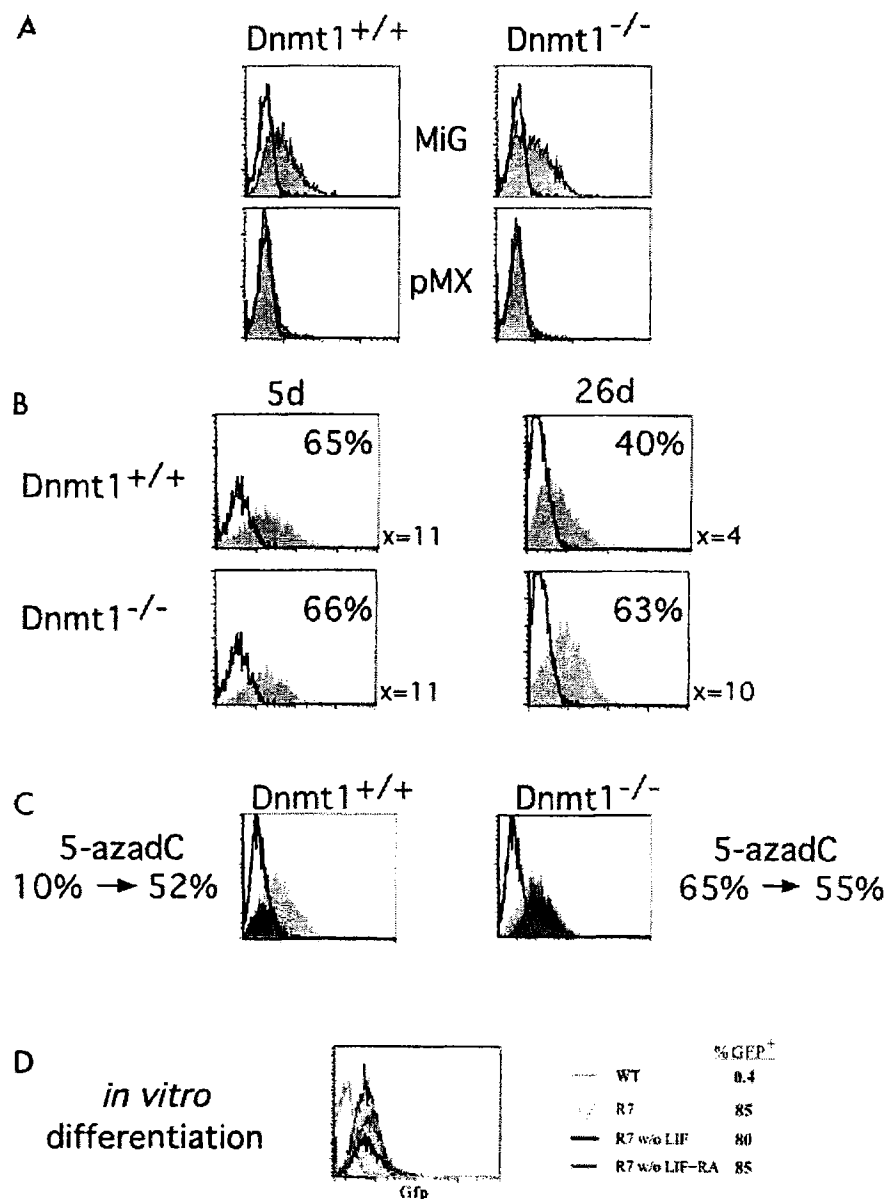 A
Dnmt1+/+ Dnmt1-/-
MiG
pMX
B
5d 26d
Dnmt1+/+ 65% x=11 40% x=4
Dnmt1-/- 66% x=11 63% x=10
C
Dnmt1+/+ Dnmt1-/-
5-azadC 5-azadC
10% → 52% 65% → 55%
D
in vitro
differentiation
Gfp
% GFP+
WT 0.4
R7 85
R7 w/o LIF 80
R7 w/o LIF-RA 85